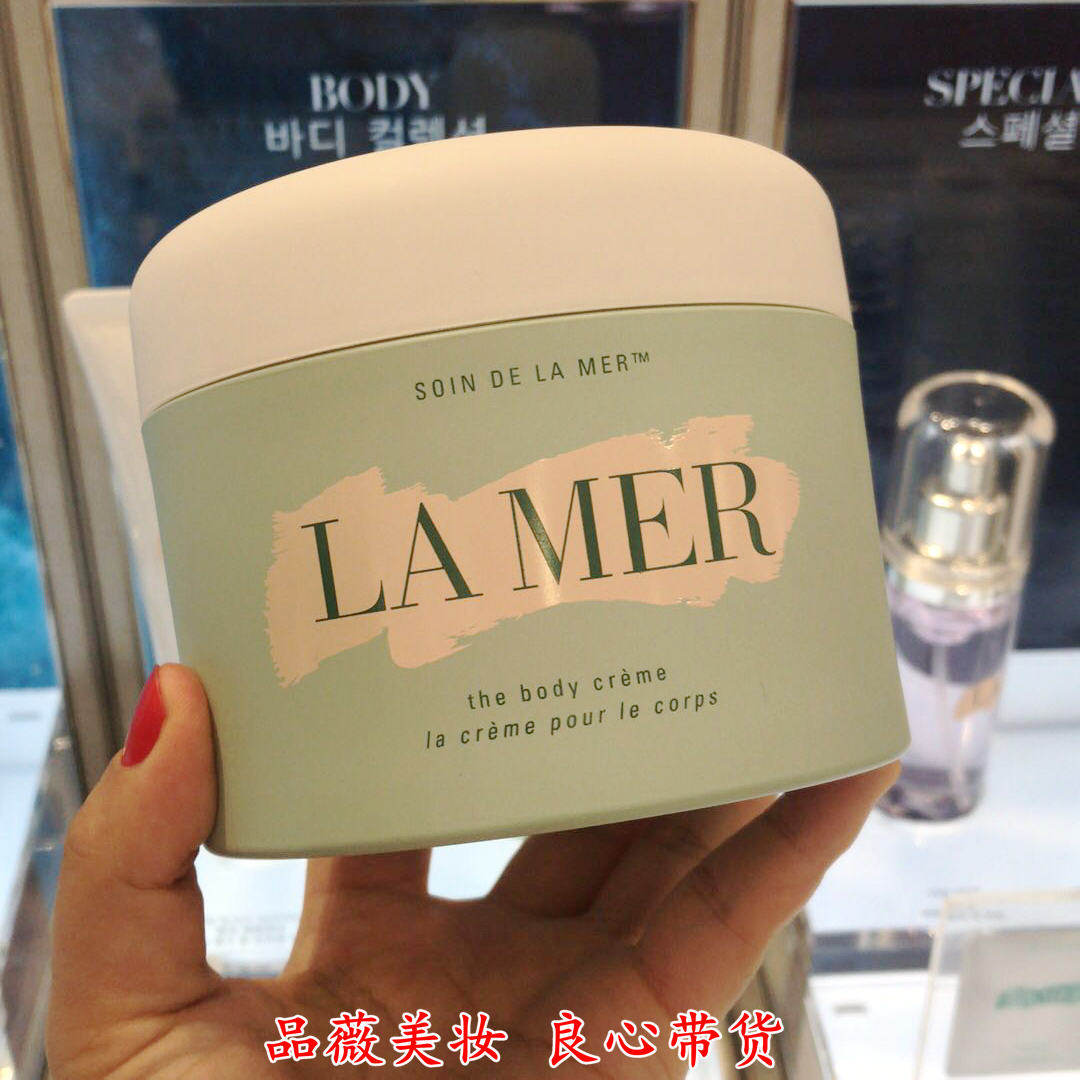 BODY
바디 컬렉션
SPECIA
스페셜
SOIN DE LA MER™
LA MER
the body crème
la crème pour le corps
品薇美妆 良心带货